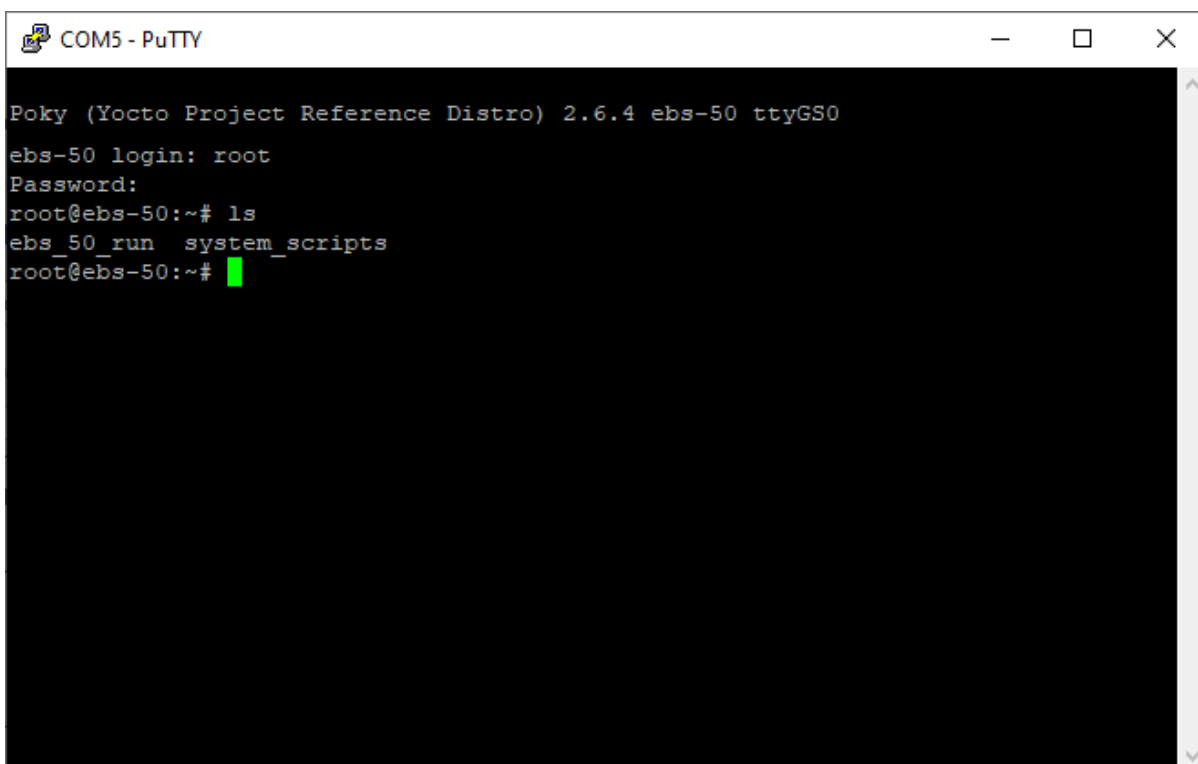 COM5 - PuTTY
Poky (Yocto Project Reference Distro) 2.6.4 ebs-50 ttyGS0
ebs-50 login: root
Password:
root@ebs-50:~# ls
ebs_50_run  system_scripts
root@ebs-50:~#